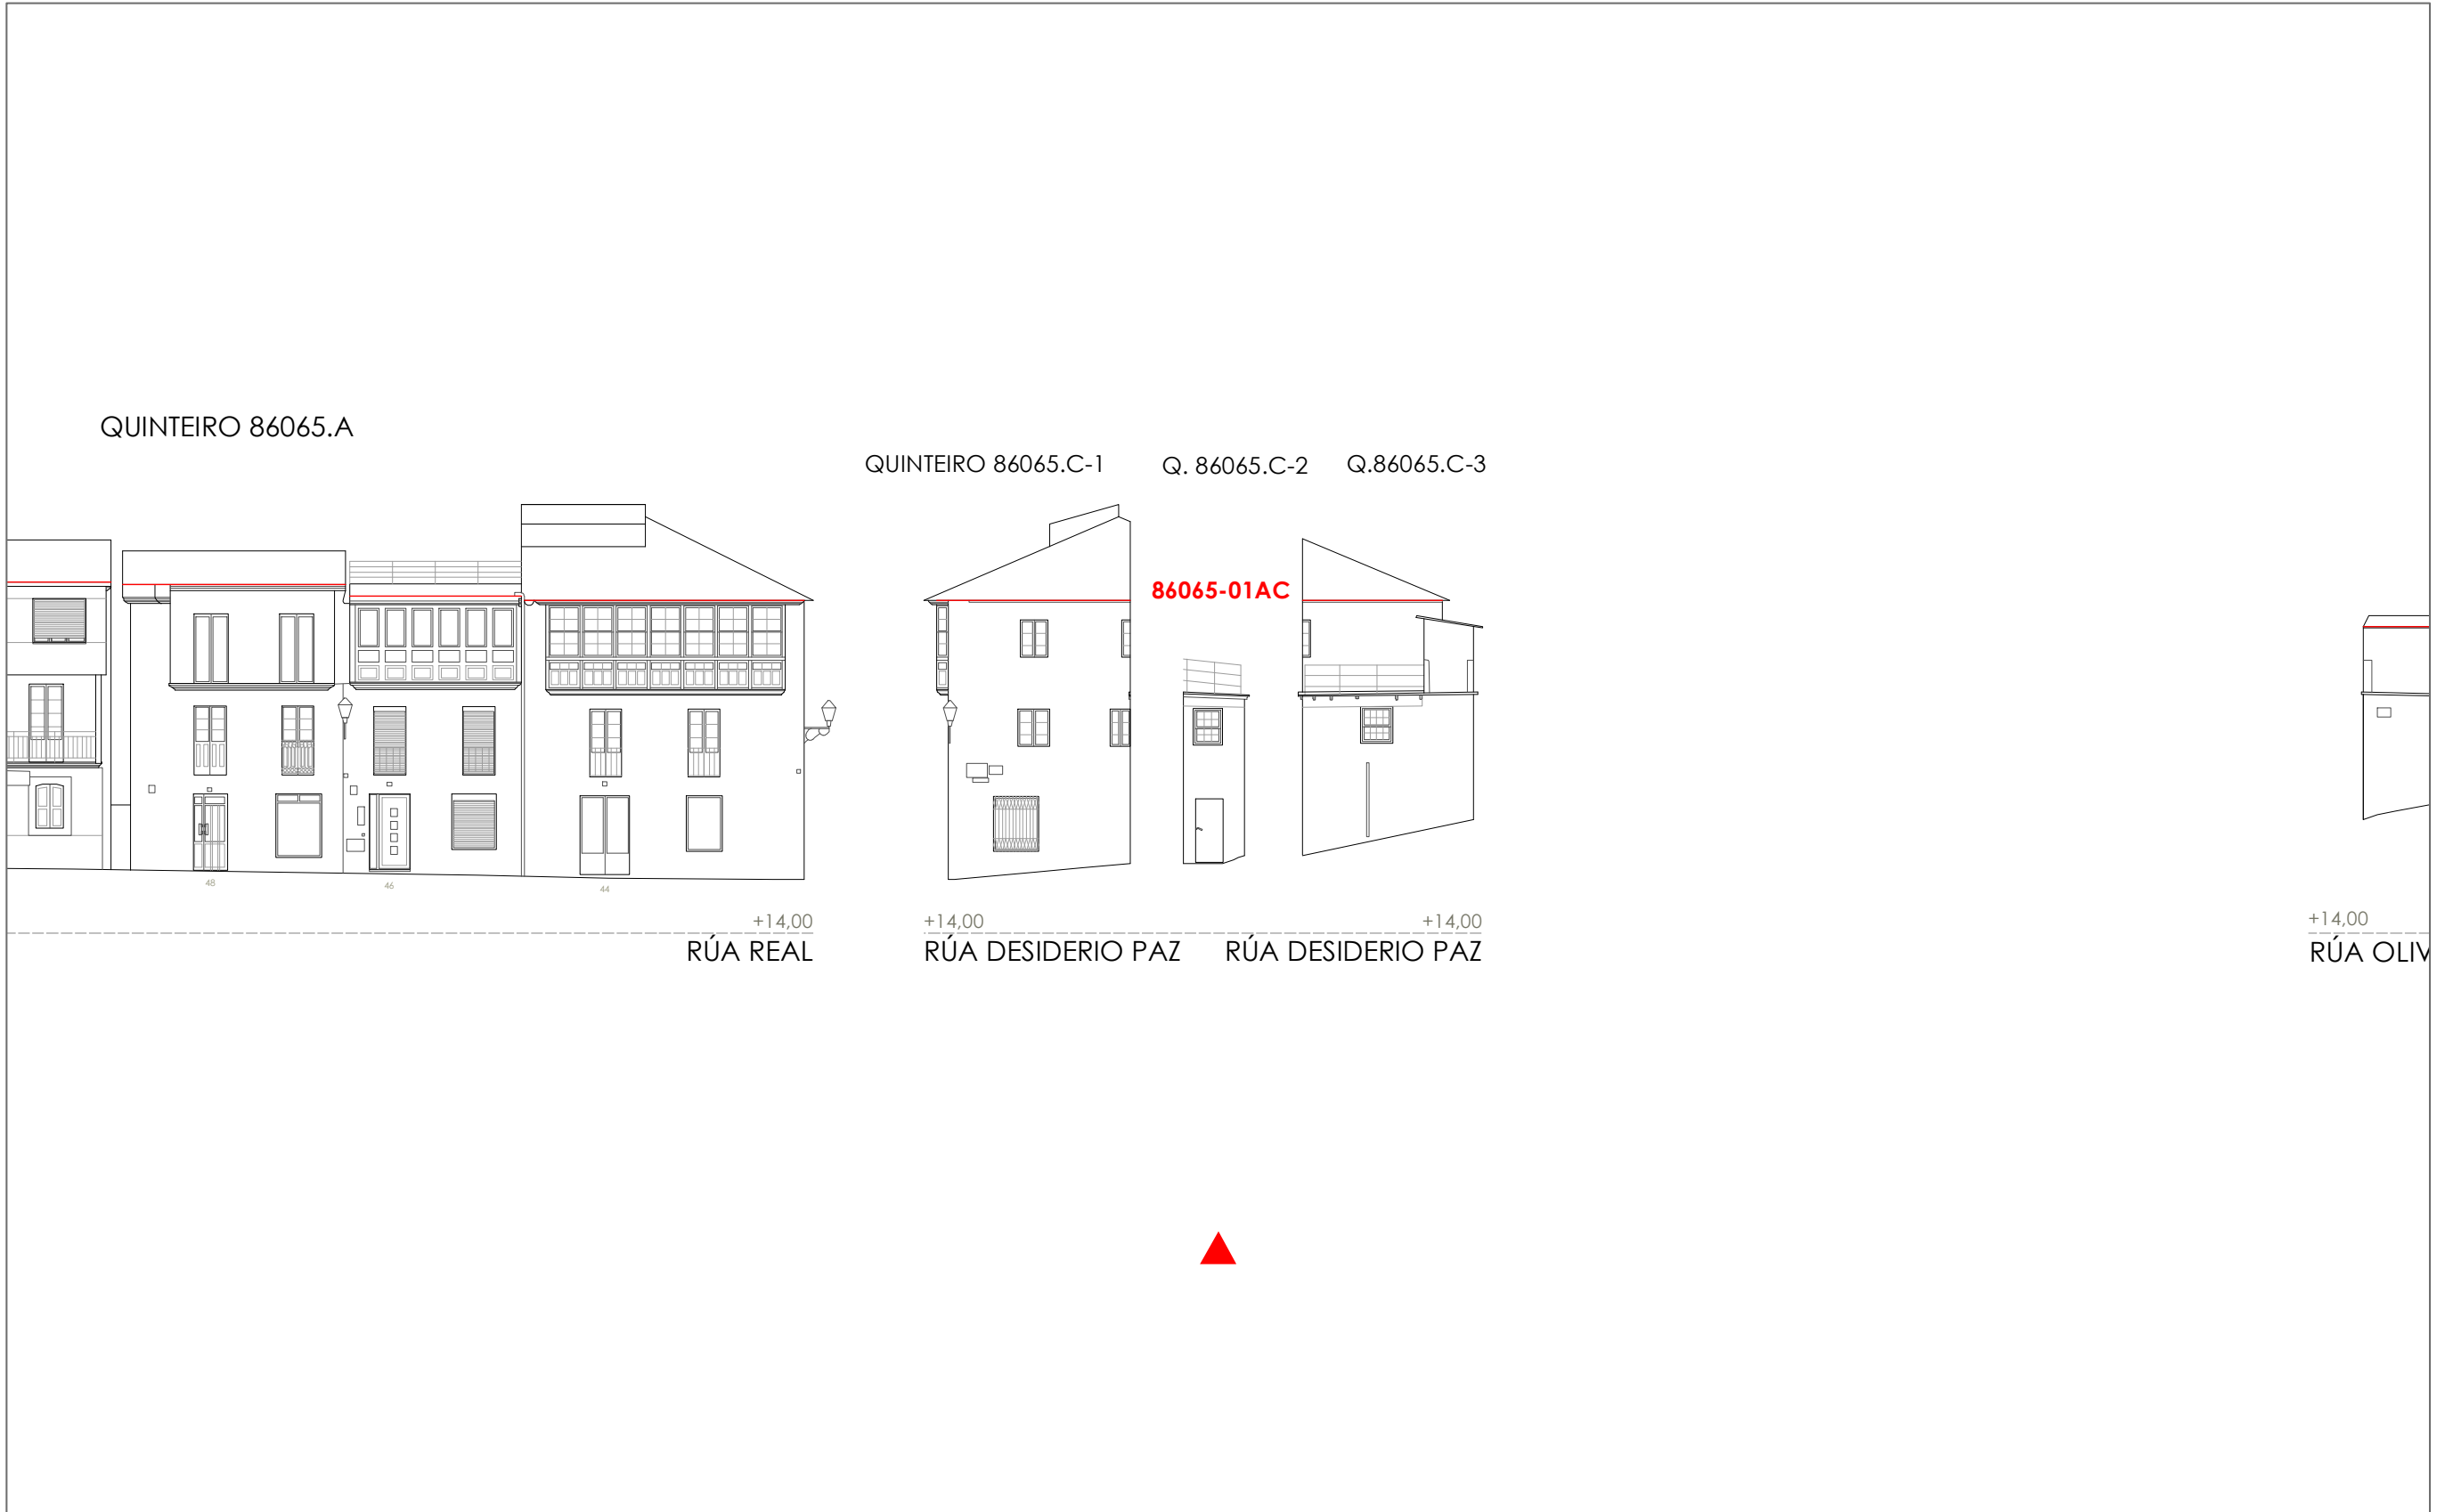 QUINTEIRO 86065.A
QUINTEIRO 86065.C-1
Q. 86065.C-2
Q.86065.C-3
86065-01AC
48
46
44
+14,00
RÚA REAL
+14,00
RÚA DESIDERIO PAZ
+14,00
RÚA DESIDERIO PAZ
+14,00
RÚA OLIV